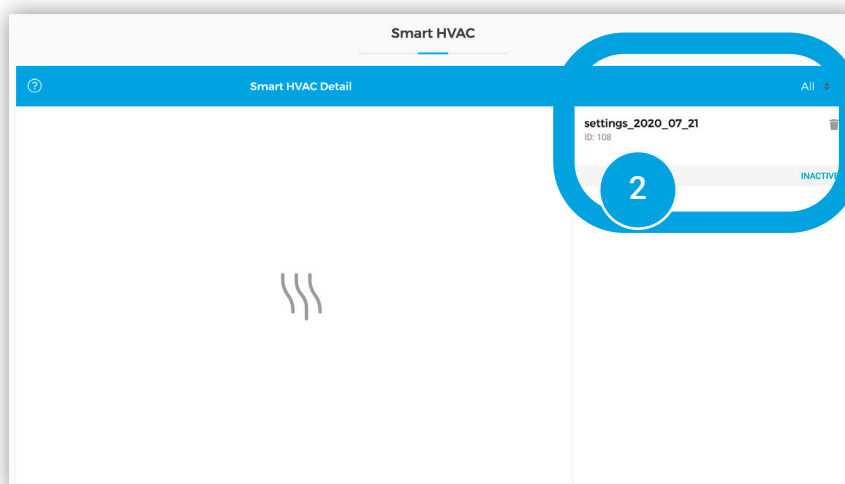 Smart HVAC
?
Smart HVAC Detail
All
settings_2020_07_21
ID: 108
INACTIVE
2